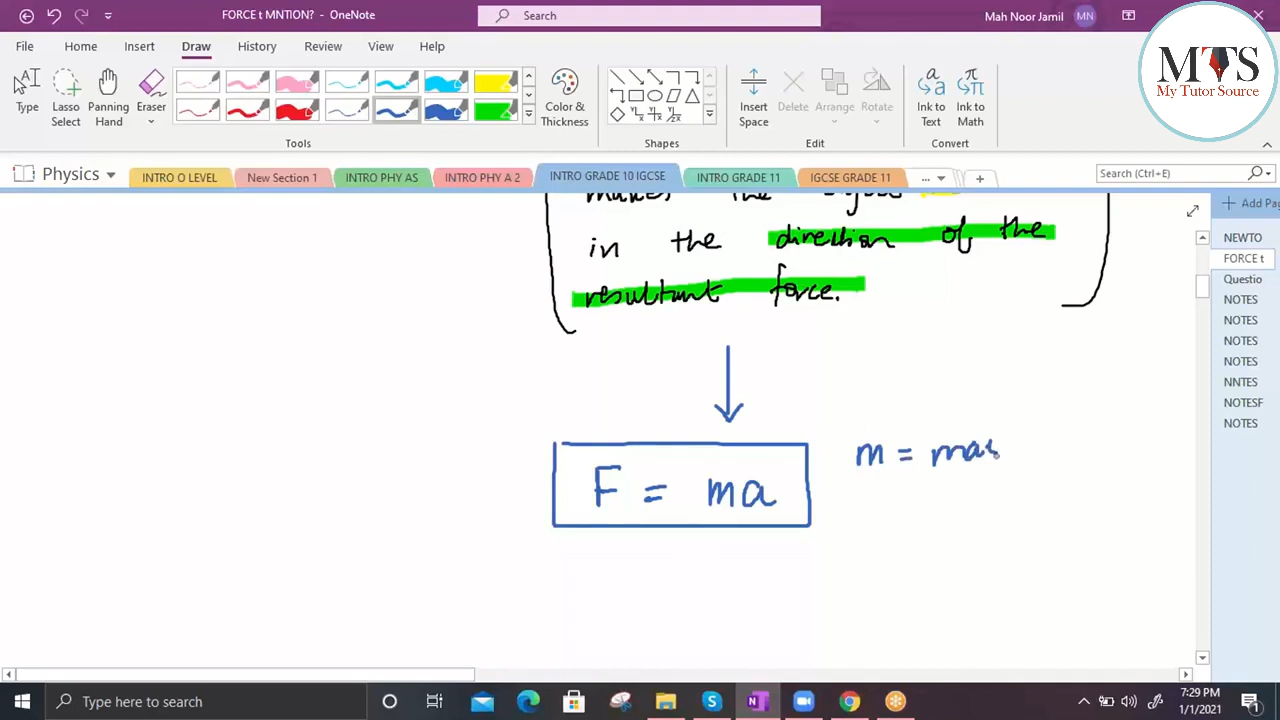 FORCE t MNTION? - OneNote
Search
Mah Noor Jamil
MN
File
Home
Insert
Draw
History
Review
View
Help
MTS
My Tutor Source
Type
Lasso Select
Panning Hand
Eraser
Color & Thickness
Insert Space
Delete
Arrange
Rotate
Ink to Text
Ink to Math
Tools
Shapes
Edit
Convert
Physics
INTRO O LEVEL
New Section 1
INTRO PHY AS
INTRO PHY A 2
INTRO GRADE 10 IGCSE
INTRO GRADE 11
IGCSE GRADE 11
...
Search (Ctrl+E)
Add Pag
NEWTO
FORCE t
Questio
NOTES
NOTES
NOTES
NOTES
NOTES
NNTES
NOTESF
NOTES
the
in the direction of the
resultant force.
F = ma
m = mas
Type here to search
7:29 PM
1/1/2021
1